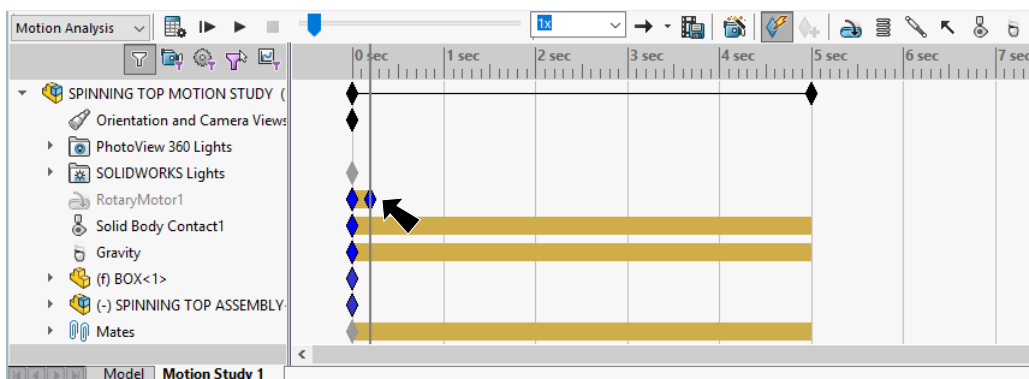 Motion Analysis 1x
0 sec 1 sec 2 sec 3 sec 4 sec 5 sec 6 sec 7 sec
SPINNING TOP MOTION STUDY (
Orientation and Camera Views
PhotoView 360 Lights
SOLIDWORKS Lights
RotaryMotor1
Solid Body Contact1
Gravity
(f) BOX<1>
(-) SPINNING TOP ASSEMBLY
Mates
Model Motion Study 1